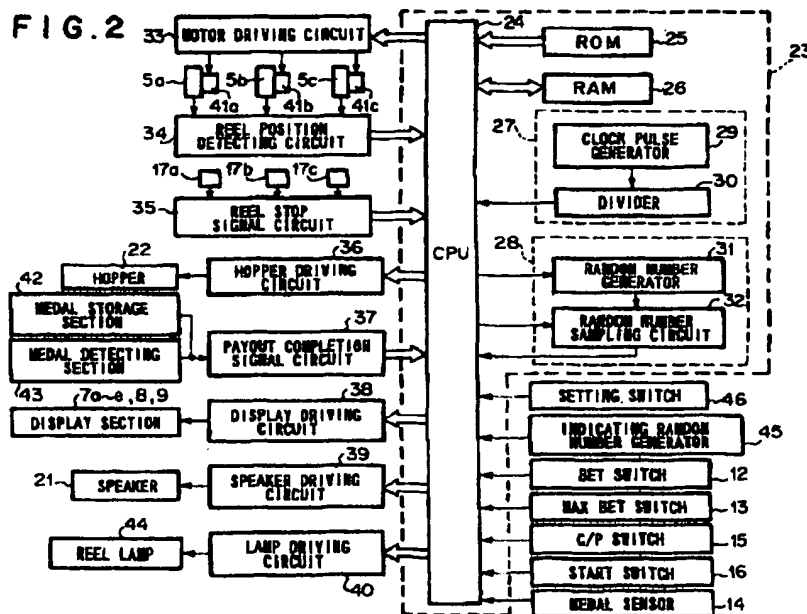 FIG.2
33
MOTOR DRIVING CIRCUIT
24
ROM
25
23
5a
5b
5c
41a
41b
41c
RAM
26
34
REEL POSITION
DETECTING CIRCUIT
27
CLOCK PULSE
GENERATOR
29
17a
17b
17c
30
DIVIDER
35
REEL STOP
SIGNAL CIRCUIT
CPU
22
36
28
31
HOPPER
HOPPER DRIVING
CIRCUIT
RANDOM NUMBER
GENERATOR
42
MEDAL STORAGE
SECTION
37
32
RANDOM NUMBER
SAMPLING CIRCUIT
MEDAL DETECTING
SECTION
PAYOUT COMPLETION
SIGNAL CIRCUIT
43
7a~e,8,9
38
SETTING SWITCH
46
DISPLAY SECTION
DISPLAY DRIVING
CIRCUIT
INDICATING RANDOM
NUMBER GENERATOR
45
39
BET SWITCH
12
21
SPEAKER
SPEAKER DRIVING
CIRCUIT
MAX BET SWITCH
13
44
C/P SWITCH
15
REEL LAMP
LAMP DRIVING
CIRCUIT
START SWITCH
16
40
MEDAL SENSOR
14